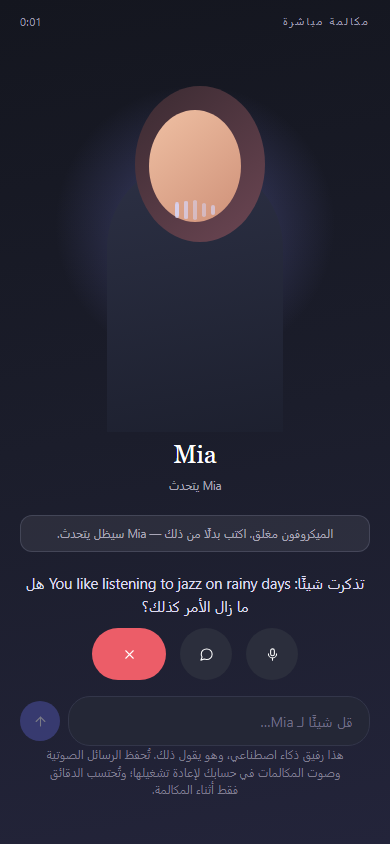 مكالمة مباشرة
0:01
Mia
Mia يتحدث
الميكروفون مغلق. اكتب بدلًا من ذلك — Mia سيظل يتحدث.
تذكرت شيئًا: You like listening to jazz on rainy days هل
ما زال الأمر كذلك؟
قل شيئًا لـ Mia...
هذا رفيق ذكاء اصطناعي، وهو يقول ذلك. تُحفظ الرسائل الصوتية
وصوت المكالمات في حسابك لإعادة تشغيلها؛ وتُحتسب الدقائق
فقط أثناء المكالمة.